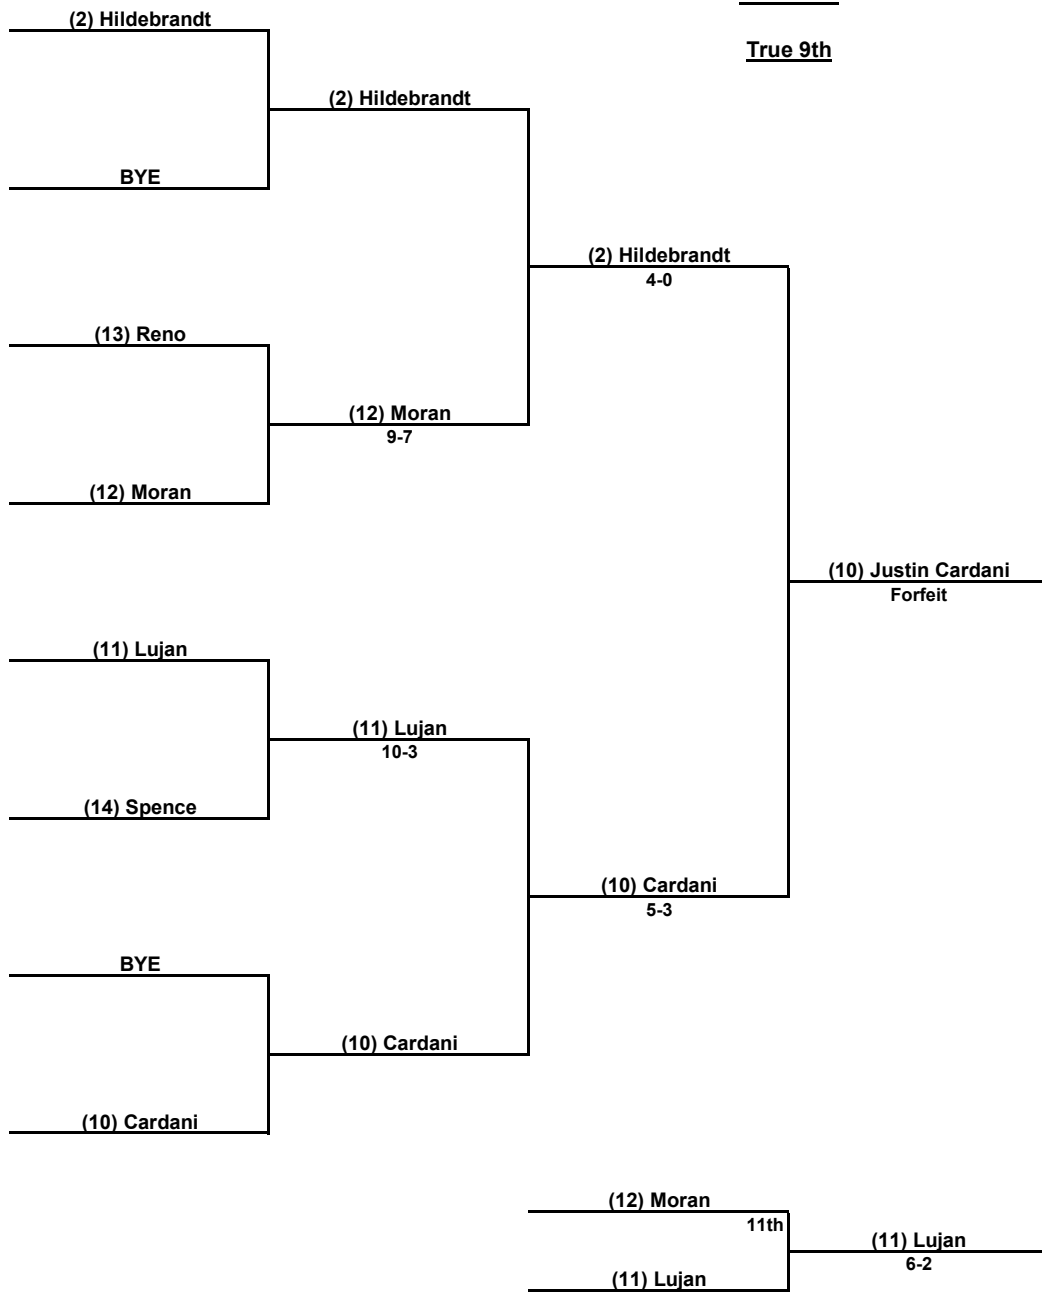 (2) Hildebrandt
True 9th
(2) Hildebrandt
BYE
(2) Hildebrandt
4-0
(13) Reno
(12) Moran
9-7
(12) Moran
(10) Justin Cardani
Forfeit
(11) Lujan
(11) Lujan
10-3
(14) Spence
(10) Cardani
5-3
BYE
(10) Cardani
(10) Cardani
(12) Moran
11th
(11) Lujan
6-2
(11) Lujan